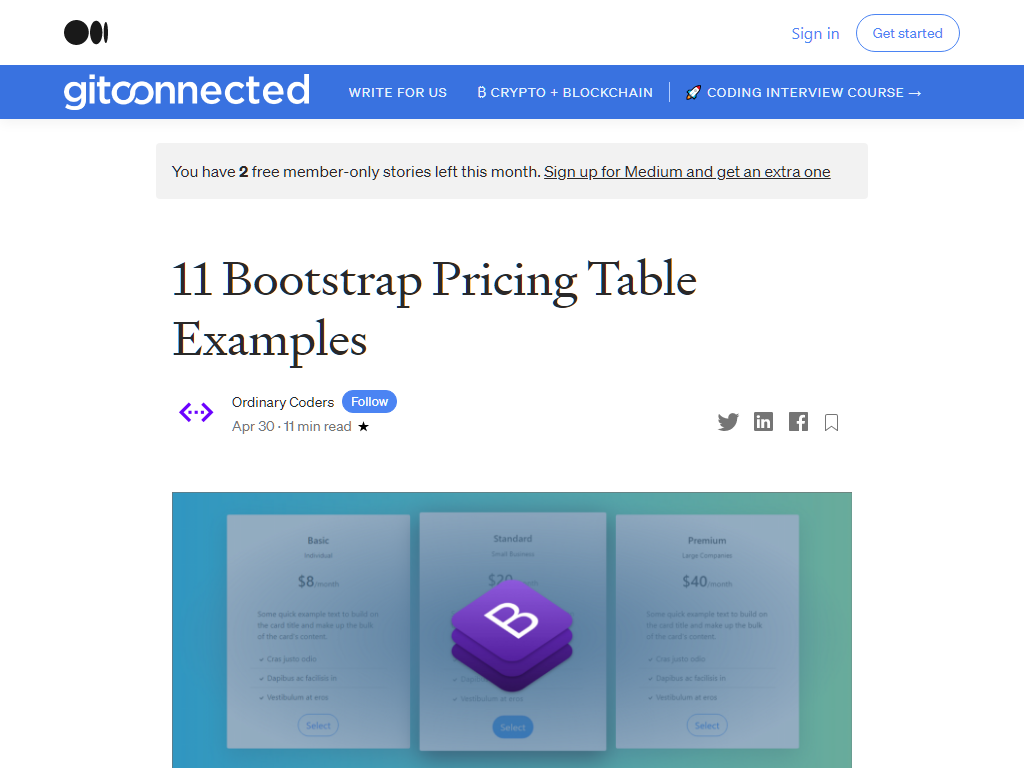 Sign in
Get started
gitconnected
WRITE FOR US
₿ CRYPTO + BLOCKCHAIN
🚀 CODING INTERVIEW COURSE →
You have 2 free member-only stories left this month. Sign up for Medium and get an extra one
11 Bootstrap Pricing Table
Examples
Ordinary Coders
Follow
Apr 30 · 11 min read ★
Basic
Individual
$8/month
Some quick example text to build on
the card title and make up the bulk
of the card's content.
✓ Cras justo odio
✓ Dapibus ac facilisis in
✓ Vestibulum at eros
Select
Standard
Small Business
$20
✓ Vestibulum at eros
Select
Premium
Large Companies
$40/month
Some quick example text to build on
the card title and make up the bulk
of the card's content.
✓ Cras justo odio
✓ Dapibus ac facilisis in
✓ Vestibulum at eros
Select